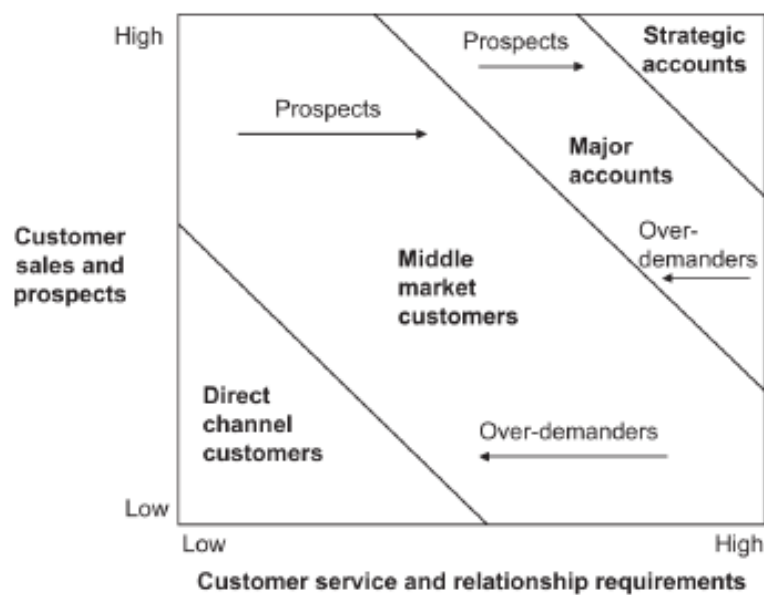 High
Prospects
Strategic
accounts
Prospects
Major
accounts
Customer
sales and
prospects
Over-
demanders
Middle
market
customers
Direct
channel
customers
Over-demanders
Low
Low
High
Customer service and relationship requirements